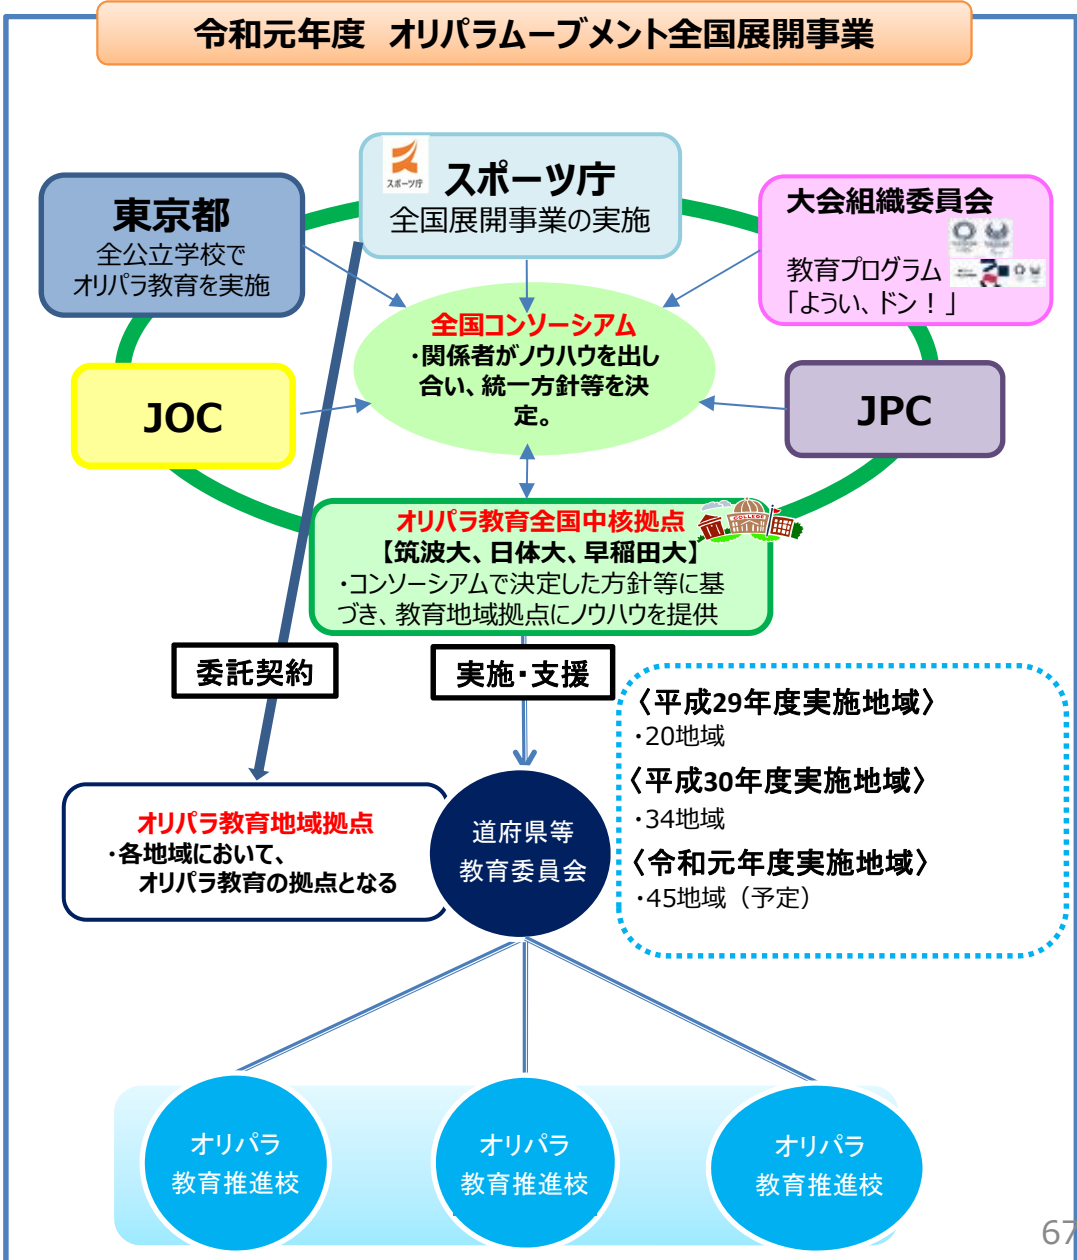 令和元年度 オリパラムーブメント全国展開事業
スポーツ庁
スポーツ庁
全国展開事業の実施
東京都
全公立学校で
オリパラ教育を実施
大会組織委員会
教育プログラム
「ようい、ドン！」
全国コンソーシアム
・関係者がノウハウを出し
合い、統一方針等を決
定。
JOC
JPC
オリパラ教育全国中核拠点
【筑波大、日体大、早稲田大】
・コンソーシアムで決定した方針等に基
づき、教育地域拠点にノウハウを提供
COLLEGE
委託契約
実施・支援
〈平成29年度実施地域〉
・20地域
〈平成30年度実施地域〉
・34地域
〈令和元年度実施地域〉
・45地域（予定）
オリパラ教育地域拠点
・各地域において、
オリパラ教育の拠点となる
道府県等
教育委員会
オリパラ
教育推進校
オリパラ
教育推進校
オリパラ
教育推進校
67